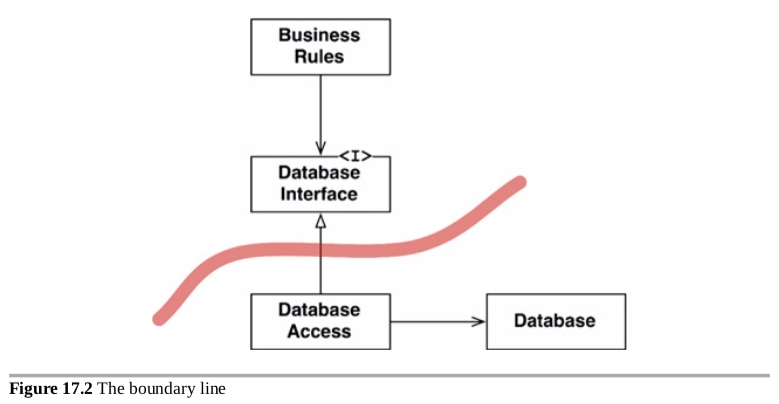 Business
Rules
<I>
Database
Interface
Database
Access
Database
Figure 17.2 The boundary line